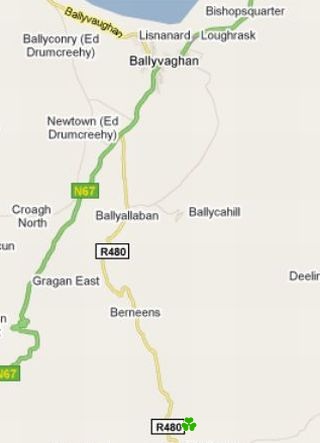 Bishopsquarter
Ballyvaughan
Lisnanard
Loughrask
Ballyconry (Ed
Drumcreehy)
Ballyvaghan
Newtown (Ed
Drumcreehy)
N67
Croagh
North
Ballyallaban
Ballycahill
R480
Gragan East
Berneens
N67
R480